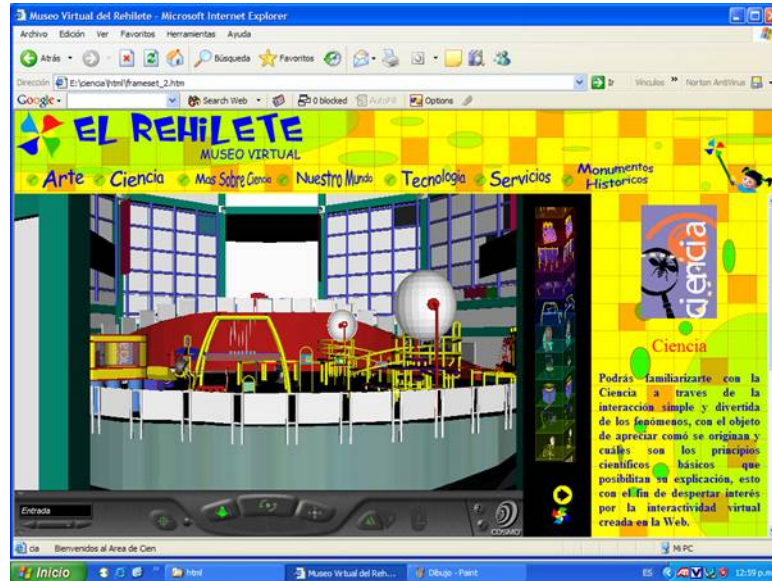 Museo Virtual del Rehilete - Microsoft Internet Explorer
Archivo Edición Ver Favoritos Herramientas Ayuda
Atrás Búsqueda Favoritos
Dirección E:\ciencia\html\frameset_2.htm Ir Vínculos » Norton AntiVirus
Google Search Web 0 blocked AutoFill Options
EL REHiLETE
MUSEO VIRTUAL
Arte Ciencia Mas Sobre Ciencia Nuestro Mundo Tecnología Servicios Monumentos Historicos
ciencia
Ciencia
Podrás familiarizarte con la
Ciencia a traves de la
interacción simple y divertida
de los fenómenos, con el objeto
de apreciar comó se originan y
cuáles son los principios
científicos básicos que
posibilitan su explicación, esto
con el fin de despertar interés
por la interactividad virtual
creada en la Web.
Entrada
COSMO
cia Bienvenidos al Area de Cien
Mi PC
Inicio html Museo Virtual del Reh... Dibujo - Paint ES 12:59 p.m.